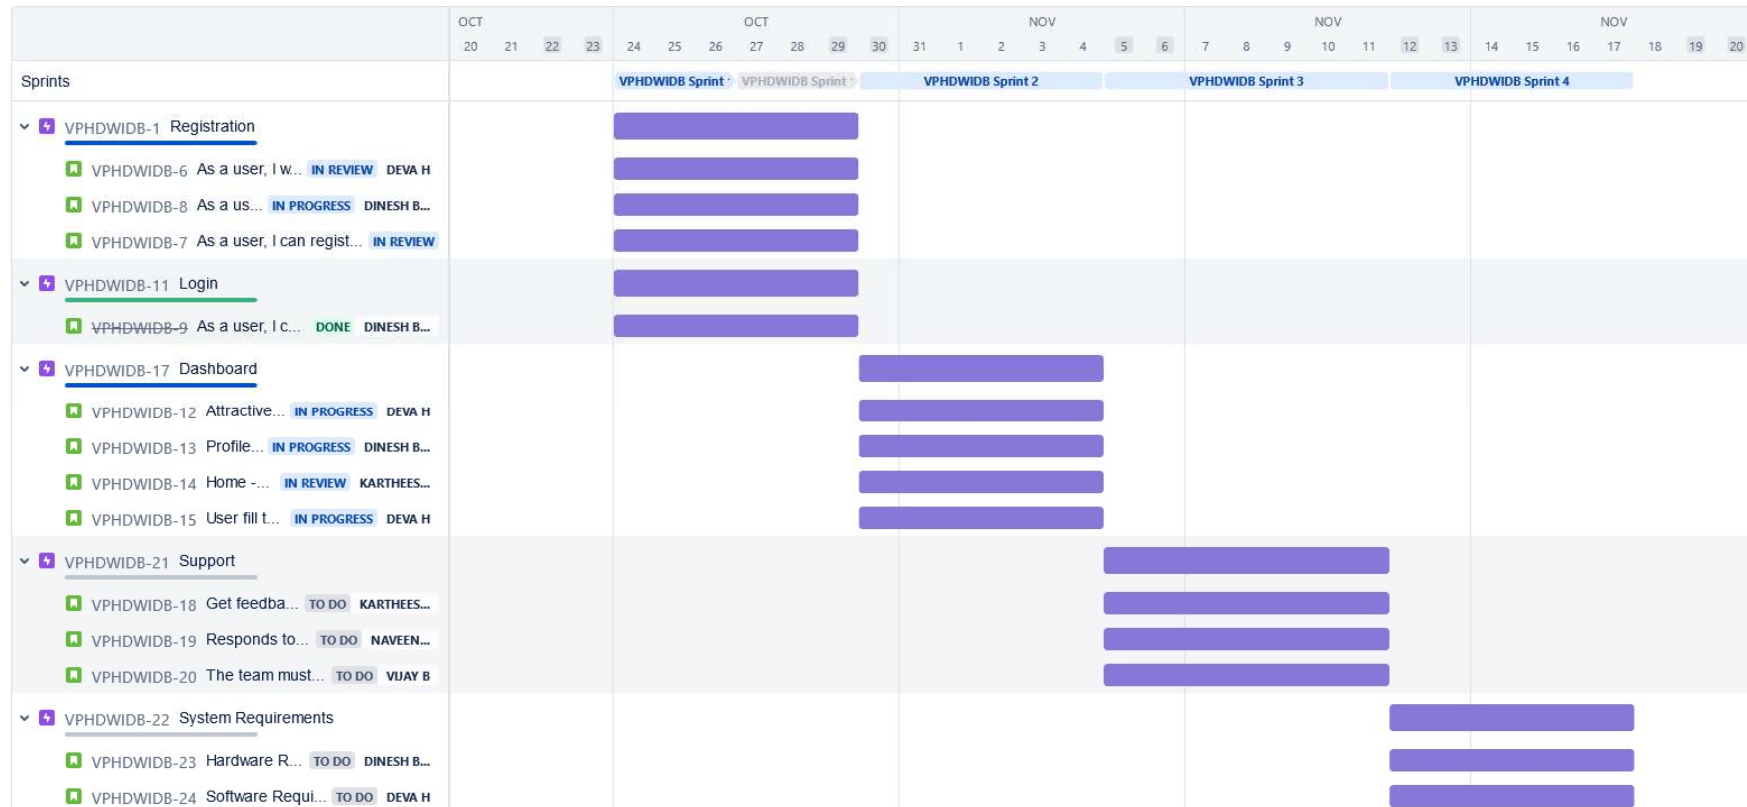 OCT OCT NOV NOV NOV
20 21 22 23 24 25 26 27 28 29 30 31 1 2 3 4 5 6 7 8 9 10 11 12 13 14 15 16 17 18 19 20
Sprints VPHDWIDB Sprint VPHDWIDB Sprint VPHDWIDB Sprint 2 VPHDWIDB Sprint 3 VPHDWIDB Sprint 4
VPHDWIDB-1 Registration
VPHDWIDB-6 As a user, I w... IN REVIEW DEVA H
VPHDWIDB-8 As a us... IN PROGRESS DINESH B...
VPHDWIDB-7 As a user, I can regist... IN REVIEW
VPHDWIDB-11 Login
VPHDWIDB-9 As a user, I c... DONE DINESH B...
VPHDWIDB-17 Dashboard
VPHDWIDB-12 Attractive... IN PROGRESS DEVA H
VPHDWIDB-13 Profile... IN PROGRESS DINESH B...
VPHDWIDB-14 Home -... IN REVIEW KARTHEES...
VPHDWIDB-15 User fill t... IN PROGRESS DEVA H
VPHDWIDB-21 Support
VPHDWIDB-18 Get feedba... TO DO KARTHEES...
VPHDWIDB-19 Responds to... TO DO NAVEEN...
VPHDWIDB-20 The team must... TO DO VIJAY B
VPHDWIDB-22 System Requirements
VPHDWIDB-23 Hardware R... TO DO DINESH B...
VPHDWIDB-24 Software Requi... TO DO DEVA H